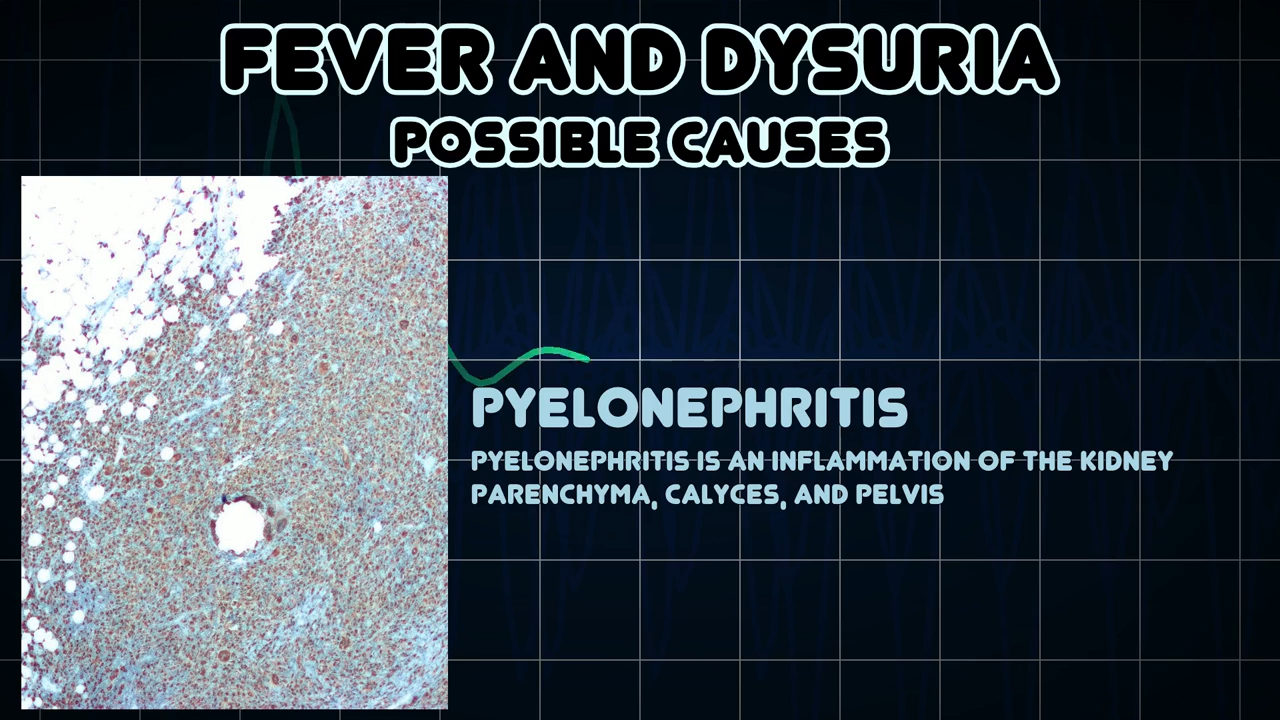 FEVER AND DYSURIA
POSSIBLE CAUSES
PYELONEPHRITIS
PYELONEPHRITIS IS AN INFLAMMATION OF THE KIDNEY
PARENCHYMA, CALYCES, AND PELVIS